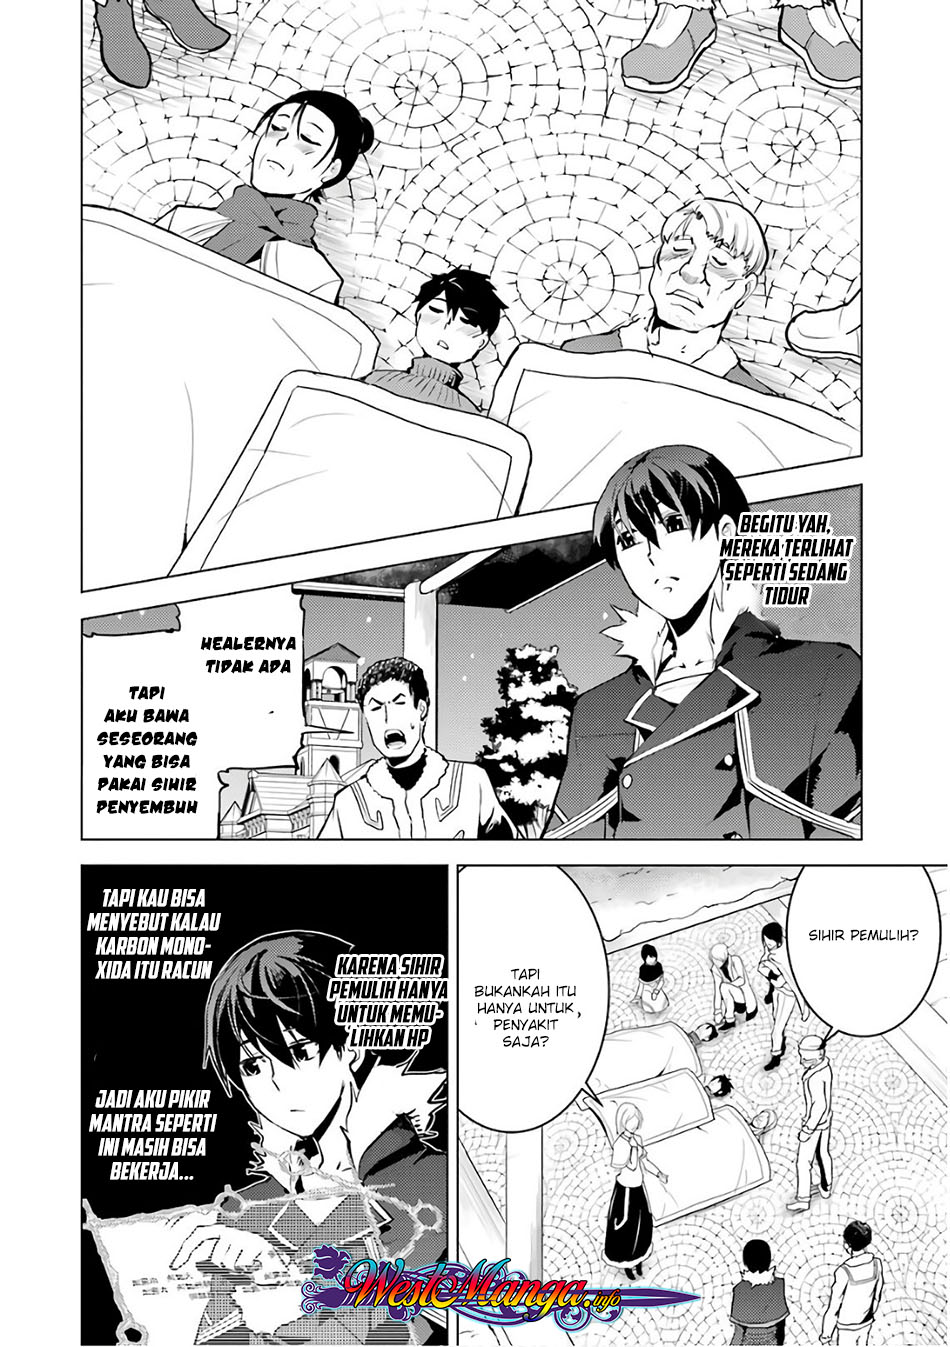 BEGITU YAH,
MEREKA TERLIHAT
SEPERTI SEDANG
TIDUR
HEALERNYA
TIDAK ADA
TAPI
AKU BAWA
SESEORANG
YANG BISA
PAKAI SIHIR
PENYEMBUH
SIHIR PEMULIH?
TAPI
BUKANKAH ITU
HANYA UNTUK
PENYAKIT
SAJA?
KARENA SIHIR
PEMULIH HANYA
UNTUK MEMU-
LIHKAN HP
TAPI KAU BISA
MENYEBUT KALAU
KARBON MONO-
XIDA ITU RACUN
JADI AKU PIKIR
MANTRA SEPERTI
INI MASIH BISA
BEKERJA...
WestManga.info